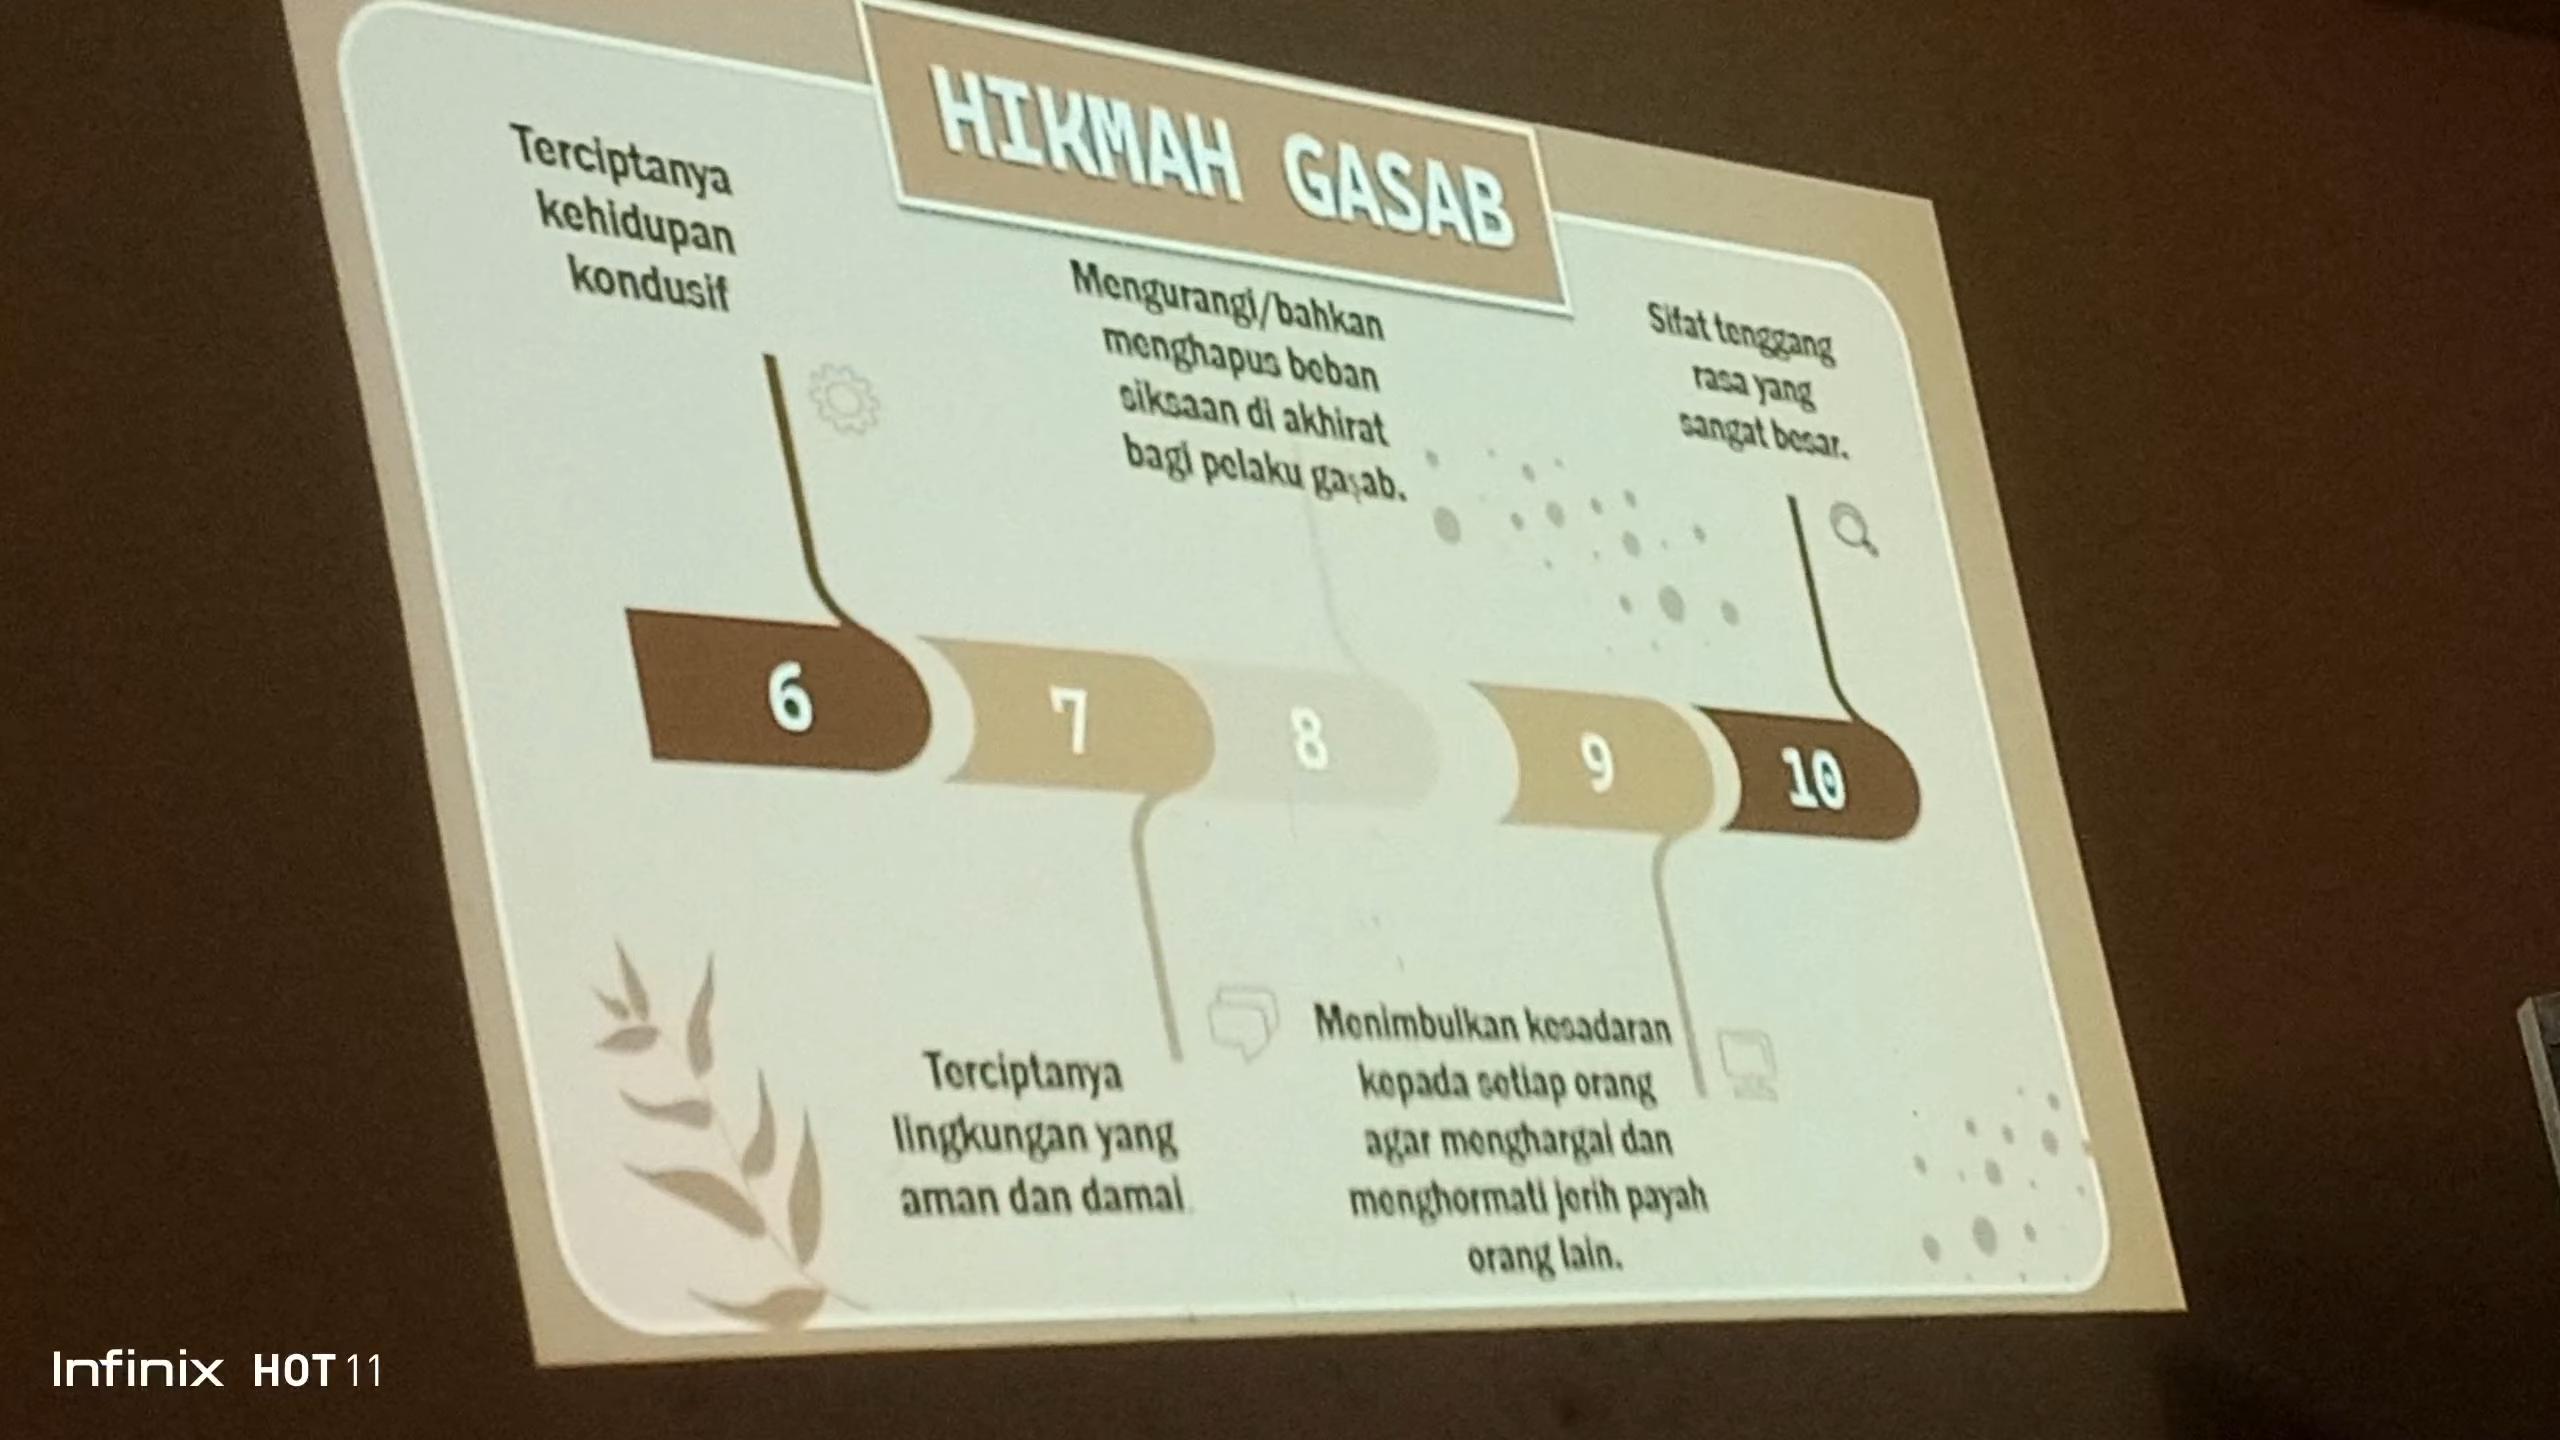 HIKMAH GASAB
Terciptanya
kehidupan
kondusif
Mengurangi/bahkan
menghapus beban
siksaan di akhirat
bagi pelaku gaṣab.
Sifat tenggang
rasa yang
sangat besar.
6
7
8
9
10
Terciptanya
lingkungan yang
aman dan damai
Menimbulkan kesadaran
kepada setiap orang
agar menghargai dan
menghormati jerih payah
orang lain.
Infinix HOT 11